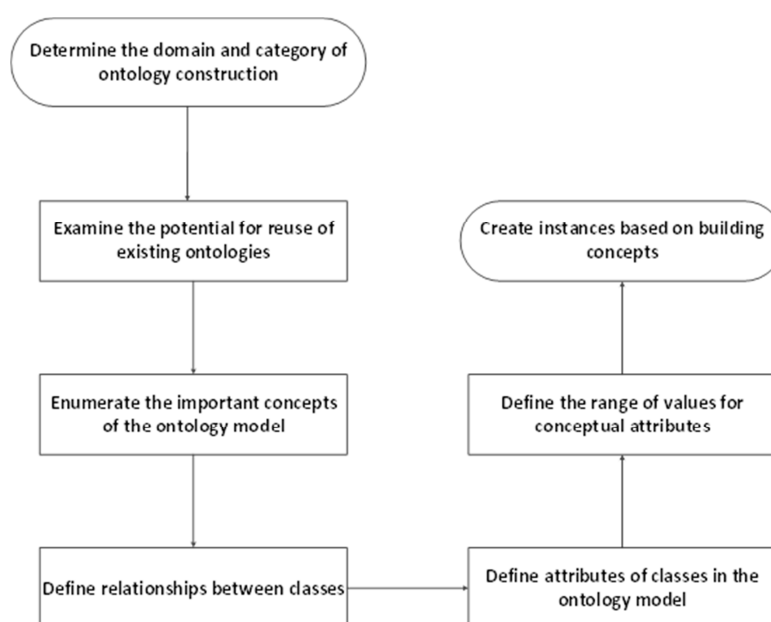 Determine the domain and category of
ontology construction
Examine the potential for reuse of
existing ontologies
Enumerate the important concepts
of the ontology model
Define relationships between classes
Define attributes of classes in the
ontology model
Define the range of values for
conceptual attributes
Create instances based on building
concepts